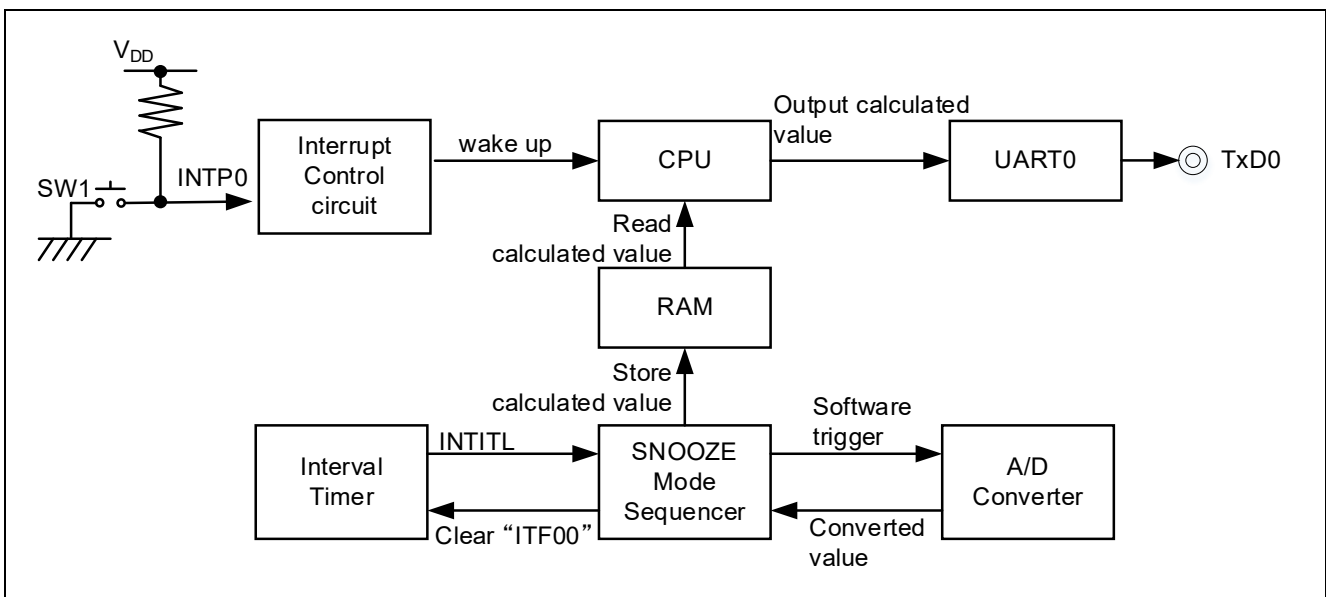 VDD
SW1
INTP0
Interrupt
Control
circuit
wake up
CPU
Output calculated
value
UART0
TxD0
Read
calculated value
RAM
Store
calculated value
Interval
Timer
INTITL
Clear “ITF00”
SNOOZE
Mode
Sequencer
Software
trigger
Converted
value
A/D
Converter